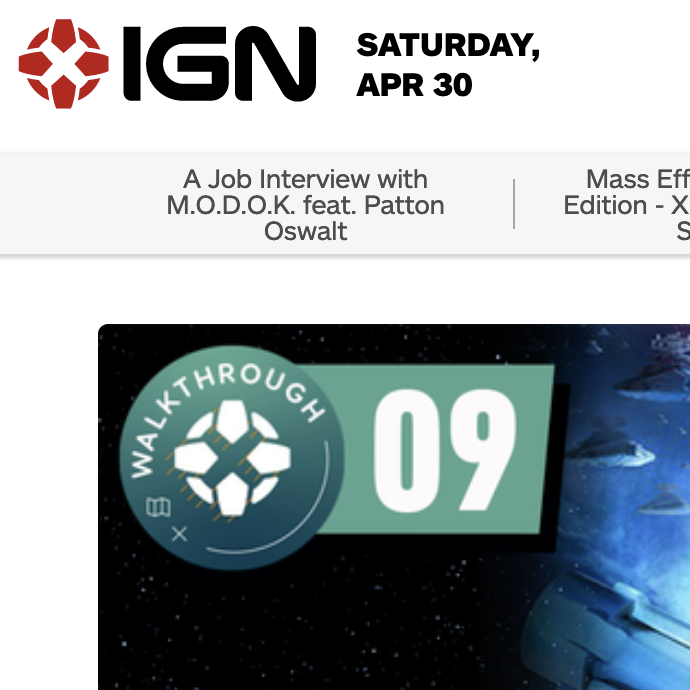 IGN
SATURDAY,
APR 30
A Job Interview with
M.O.D.O.K. feat. Patton
Oswalt
Mass Eff
Edition - X
S
WALKTHROUGH
09